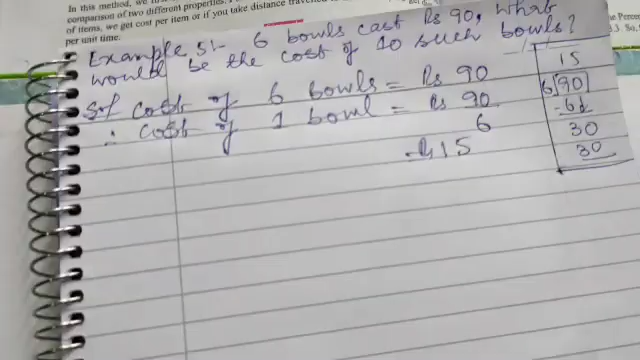 In this method, we first
comparison of two different properties.
of items, we get cost per item or if you take distance travelled
per unit time.
Example 5:- 6 bowls cast Rs 90, what
would be the cost of 10 such bowls?
Sol cost of 6 bowls = Rs 90
∴ cost of 1 bowl = Rs 90
6
= Rs 15
15
6)90(
-6↓
30
30